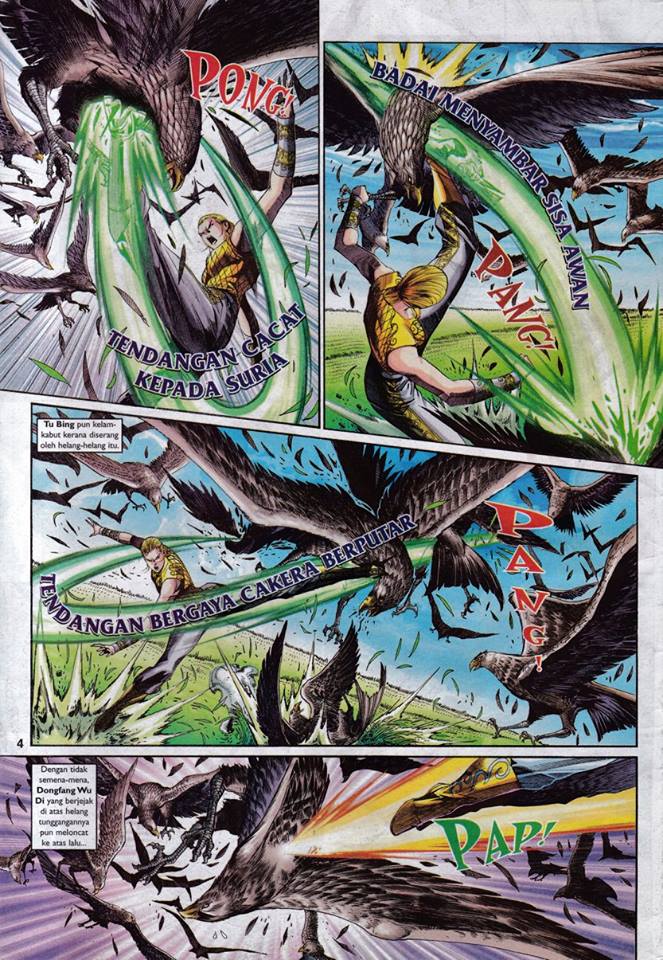 PONG!
TENDANGAN CACAT
KEPADA SURIA
BADAI MENYAMBAR SISA AWAN
PANG!
Tu Bing pun kelam-
kabut kerana diserang
oleh helang-helang itu.
TENDANGAN BERGAYA CAKERA BERPUTAR
PANG!
4
Dengan tidak
semena-mena,
Dongfang Wu
Di yang berjejak
di atas helang
tunggangannya
pun meloncat
ke atas lalu...
PAP!